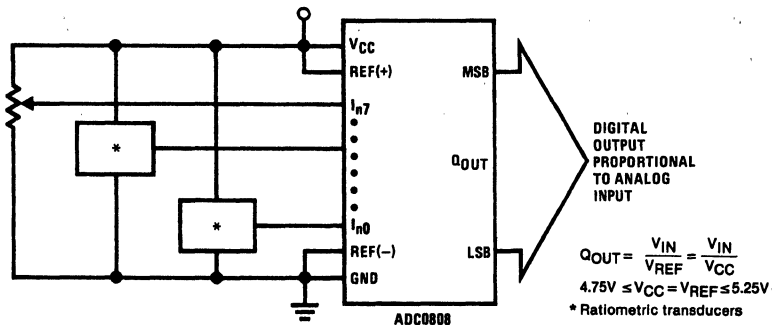 VCC
REF(+)
In7
*
*
In0
REF(−)
GND
MSB
QOUT
LSB
ADC0808
DIGITAL
OUTPUT
PROPORTIONAL
TO ANALOG
INPUT
QOUT = VIN/VREF = VIN/VCC
4.75V ≤ VCC = VREF ≤ 5.25V
* Ratiometric transducers